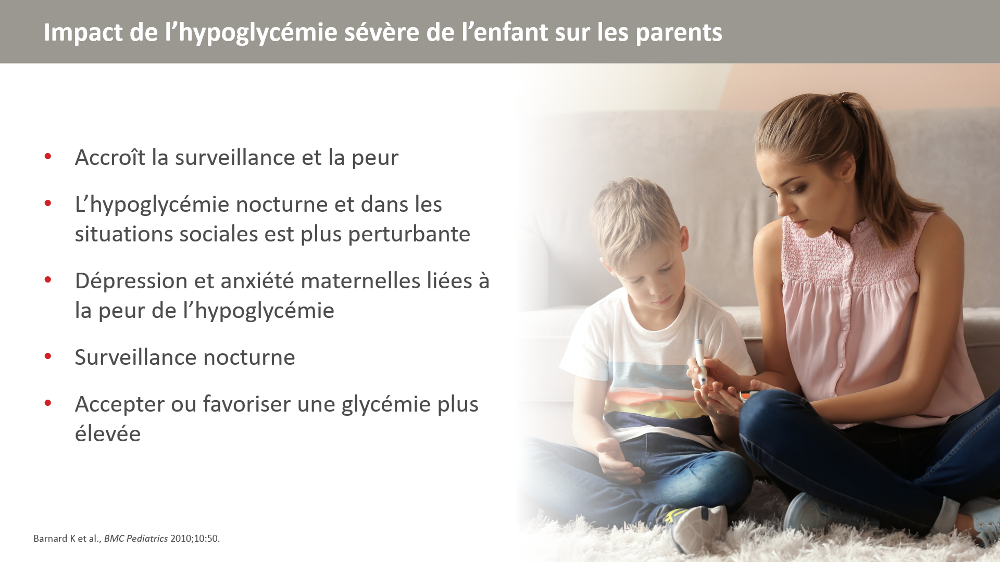 Impact de l’hypoglycémie sévère de l’enfant sur les parents
• Accroît la surveillance et la peur
• L’hypoglycémie nocturne et dans les
situations sociales est plus perturbante
• Dépression et anxiété maternelles liées à
la peur de l’hypoglycémie
• Surveillance nocturne
• Accepter ou favoriser une glycémie plus
élevée
Barnard K et al., BMC Pediatrics 2010;10:50.